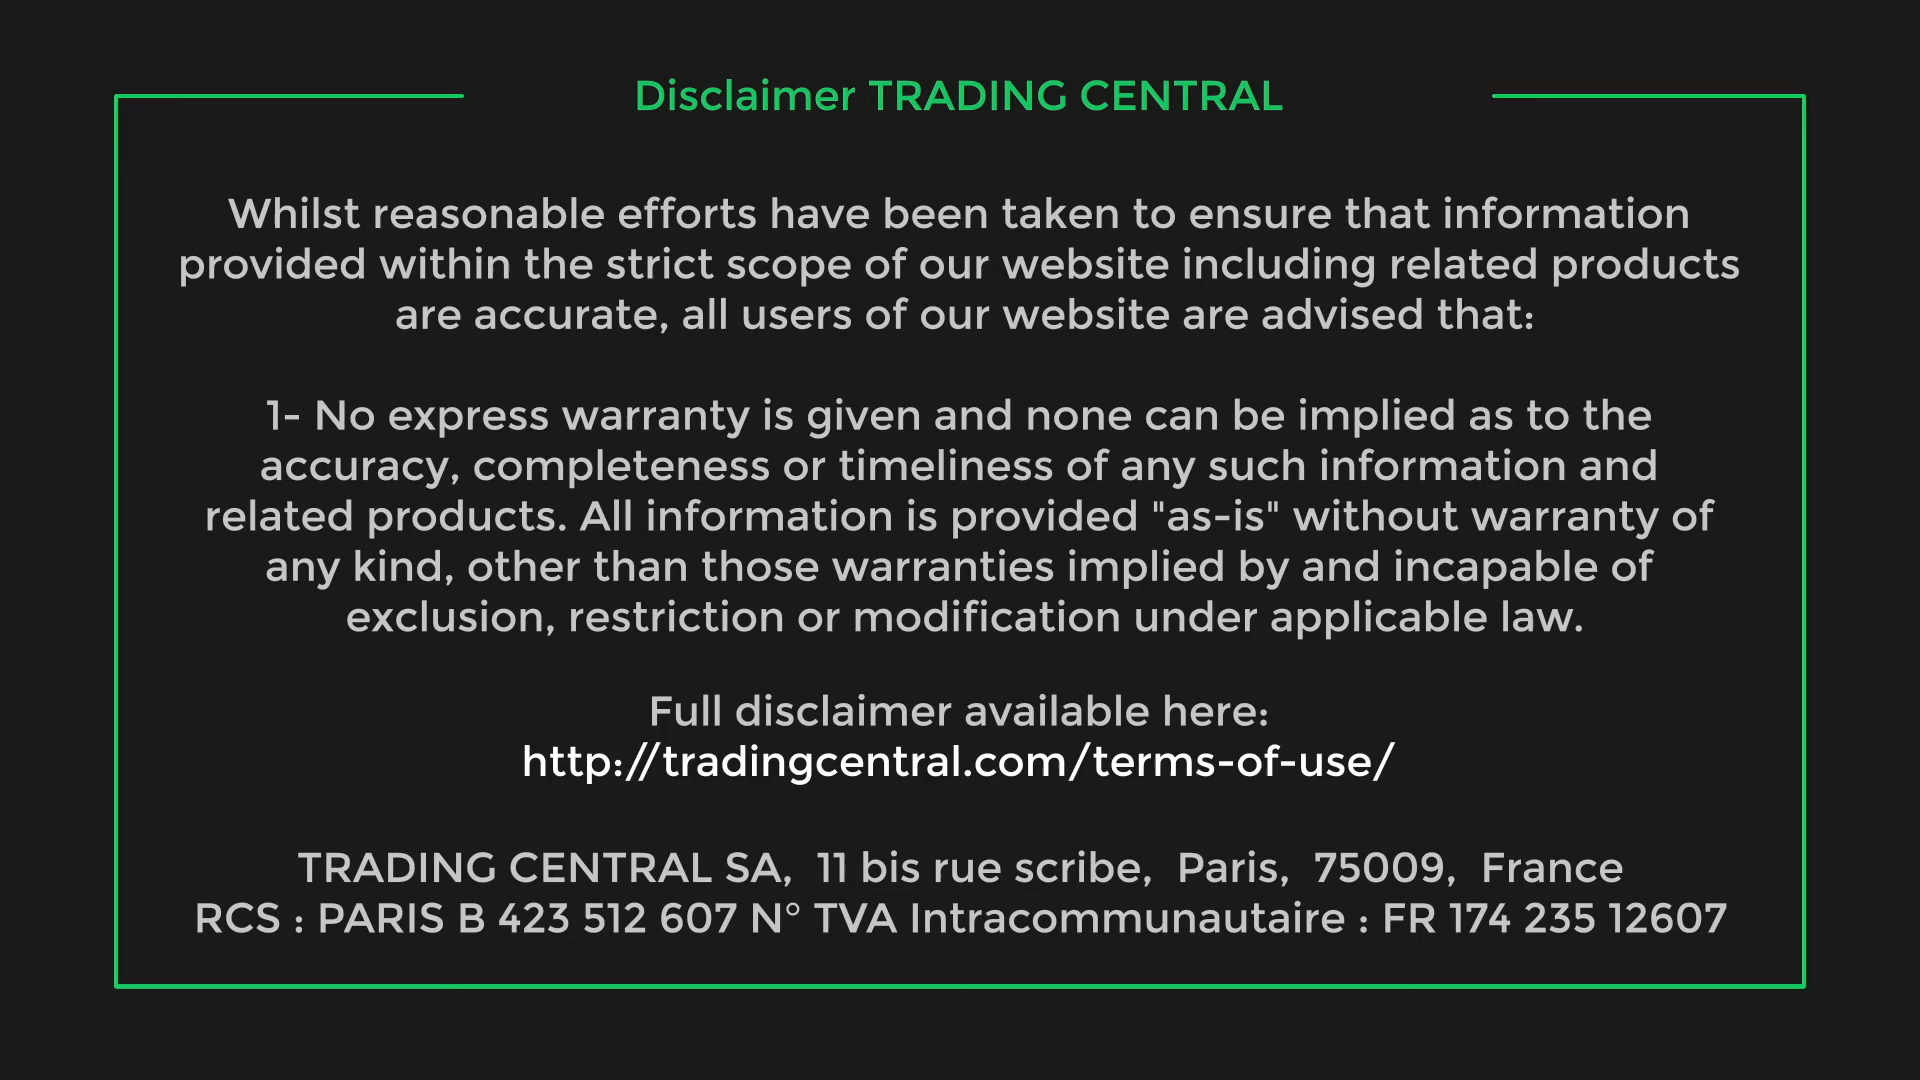 Disclaimer TRADING CENTRAL
Whilst reasonable efforts have been taken to ensure that information
provided within the strict scope of our website including related products
are accurate, all users of our website are advised that:
1- No express warranty is given and none can be implied as to the
accuracy, completeness or timeliness of any such information and
related products. All information is provided "as-is" without warranty of
any kind, other than those warranties implied by and incapable of
exclusion, restriction or modification under applicable law.
Full disclaimer available here:
http://tradingcentral.com/terms-of-use/
TRADING CENTRAL SA, 11 bis rue scribe, Paris, 75009, France
RCS : PARIS B 423 512 607 N° TVA Intracommunautaire : FR 174 235 12607